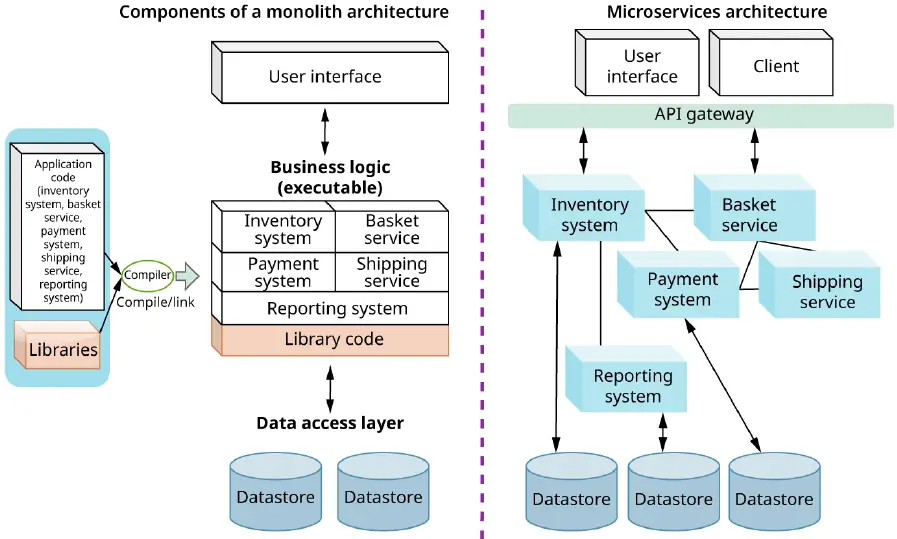 Components of a monolith architecture
User interface
Business logic
(executable)
Application
code
(inventory
system, basket
service,
payment
system,
shipping
service,
reporting
system)
Libraries
Compiler
Compile/link
Inventory
system
Basket
service
Payment
system
Shipping
service
Reporting system
Library code
Data access layer
Datastore
Datastore
Microservices architecture
User
interface
Client
API gateway
Inventory
system
Basket
service
Payment
system
Shipping
service
Reporting
system
Datastore
Datastore
Datastore